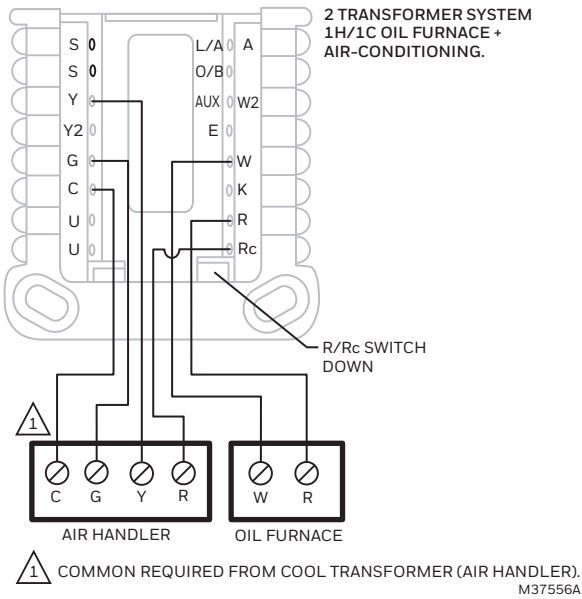 2 TRANSFORMER SYSTEM
1H/1C OIL FURNACE +
AIR-CONDITIONING.
S L/A A
S O/B
Y AUX W2
Y2 E
G W
C K
U R
U Rc
R/Rc SWITCH
DOWN
1
C G Y R W R
AIR HANDLER OIL FURNACE
1 COMMON REQUIRED FROM COOL TRANSFORMER (AIR HANDLER).
M37556A